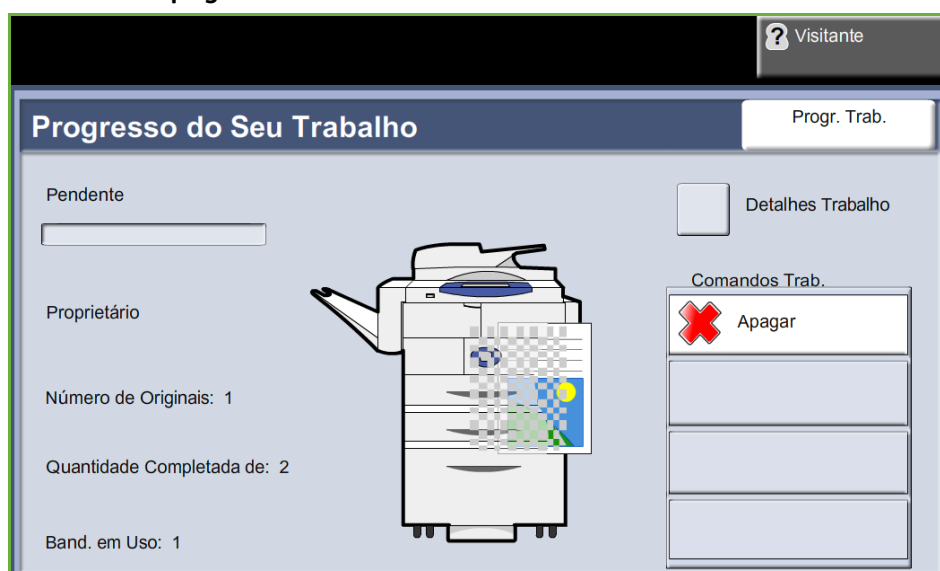 Visitante
Progresso do Seu Trabalho
Progr. Trab.
Pendente
Detalhes Trabalho
Comandos Trab.
Apagar
Proprietário
Número de Originais: 1
Quantidade Completada de: 2
Band. em Uso: 1